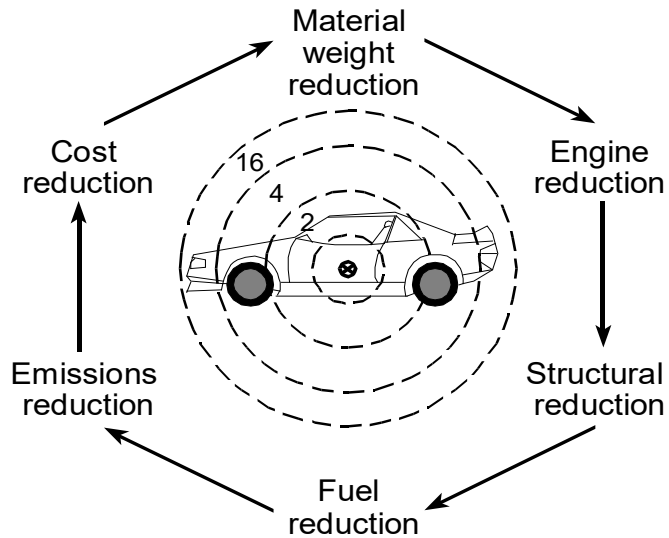 Material
weight
reduction
Cost
reduction
Engine
reduction
16
4
2
Emissions
reduction
Structural
reduction
Fuel
reduction